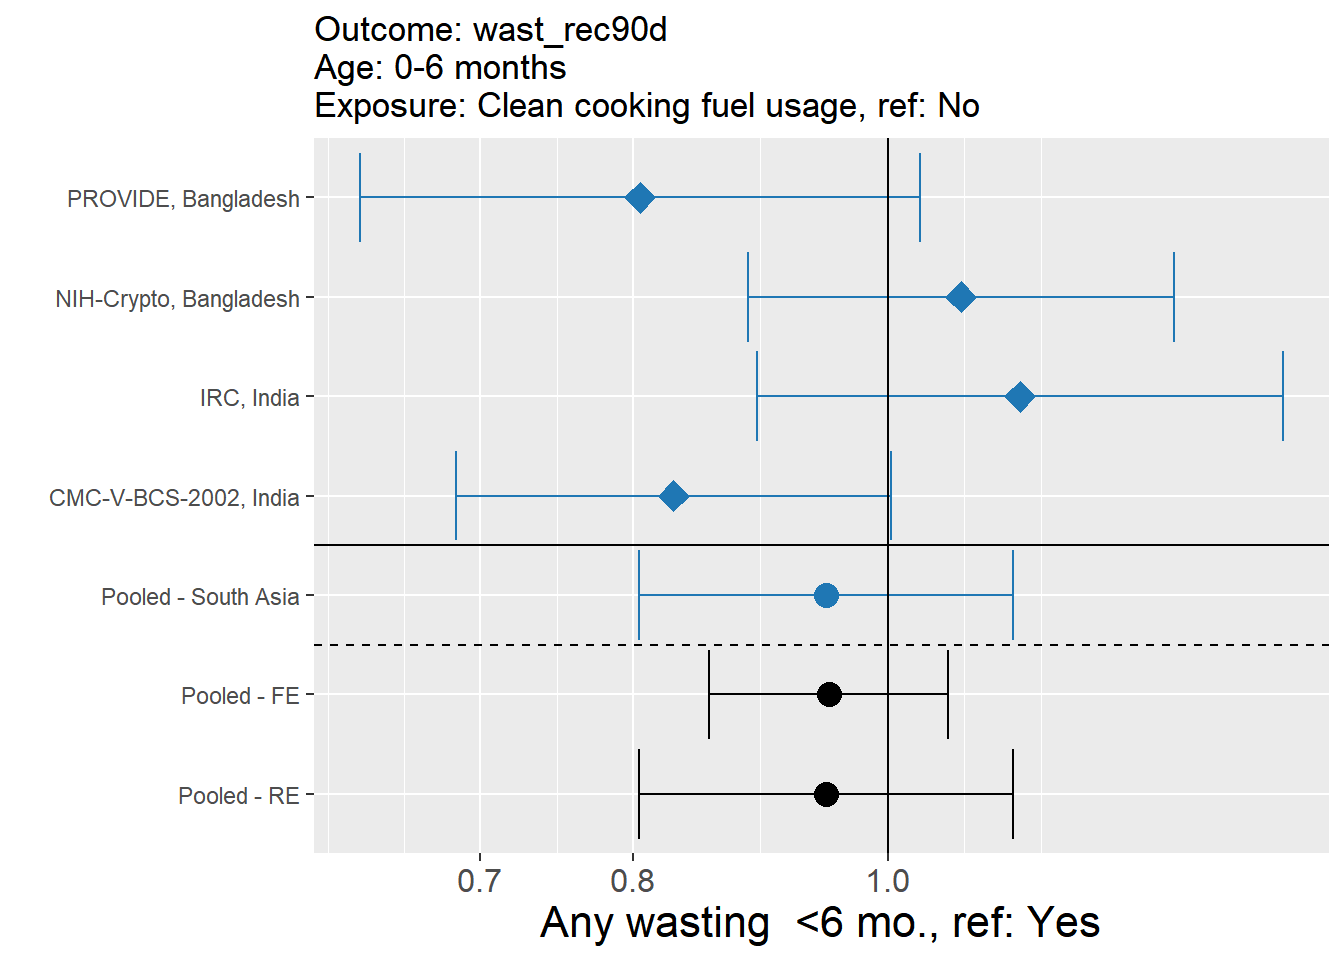 Outcome: wast_rec90d
Age: 0-6 months
Exposure: Clean cooking fuel usage, ref: No
PROVIDE, Bangladesh
NIH-Crypto, Bangladesh
IRC, India
CMC-V-BCS-2002, India
Pooled - South Asia
Pooled - FE
Pooled - RE
0.7 0.8 1.0
Any wasting  <6 mo., ref: Yes